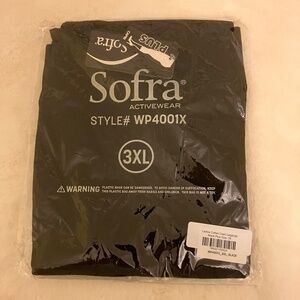 Sofra
PLUS
Sofra
ACTIVEWEAR
STYLE# WP4001X
3XL
WARNING PLASTIC BAGS CAN BE DANGEROUS. TO AVOID DANGER OF SUFFOCATION, KEEP
THIS PLASTIC BAG AWAY FROM BABIES AND CHILDREN. THIS BAG IS NOT A TOY.